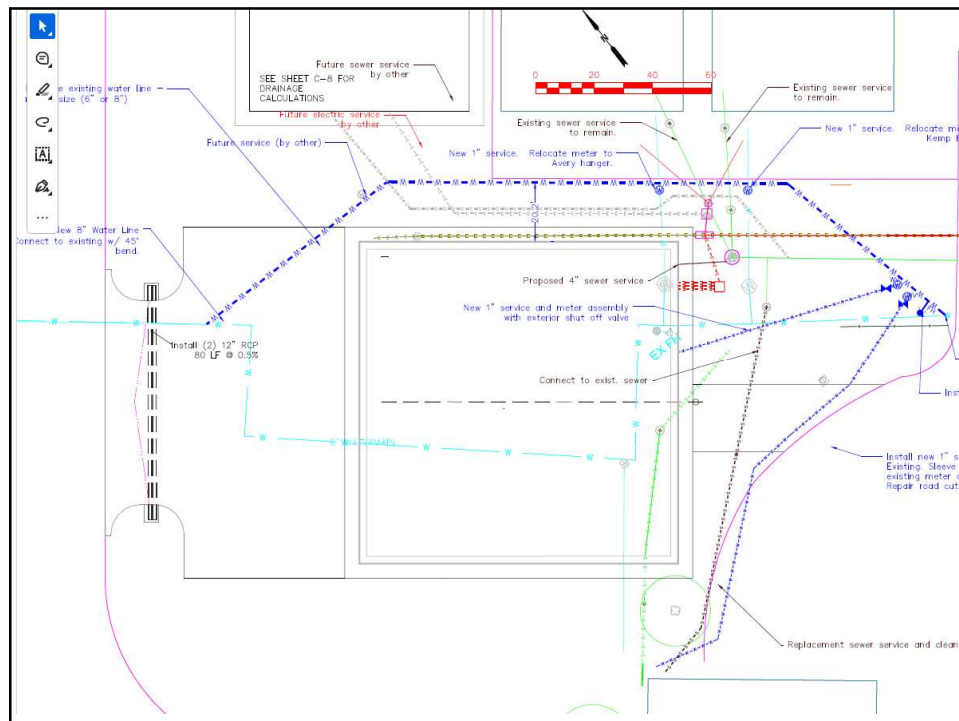 Future sewer service
by other
SEE SHEET C-8 FOR
DRAINAGE
CALCULATIONS
0 20 40 60
Existing sewer service
to remain.
existing water line
size (6" or 8")
Future electric service
by other
Existing sewer service
to remain.
New 1" service. Relocate
Kemp
Future service (by other)
New 1" service. Relocate meter to
Avery hanger.
20.2'
New 8" Water Line
Connect to existing w/ 45°
bend.
Proposed 4" sewer service
New 1" service and meter assembly
with exterior shut off valve
EX FH
Install (2) 12" RCP
80 LF @ 0.5%
Connect to exist. sewer
8" WATERMAIN
Install new 1"
Existing. Sleeve
existing meter
Repair road cut
Replacement sewer service and